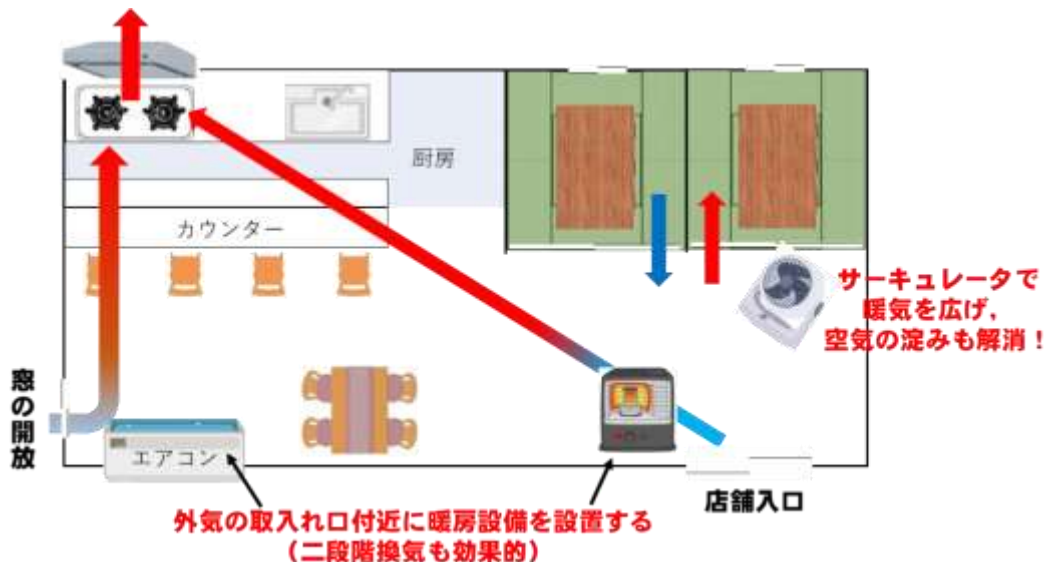 厨房
カウンター
サーキュレータで
暖気を広げ,
空気の淀みも解消！
窓の開放
エアコン
店舗入口
外気の取入れ口付近に暖房設備を設置する
（二段階換気も効果的）